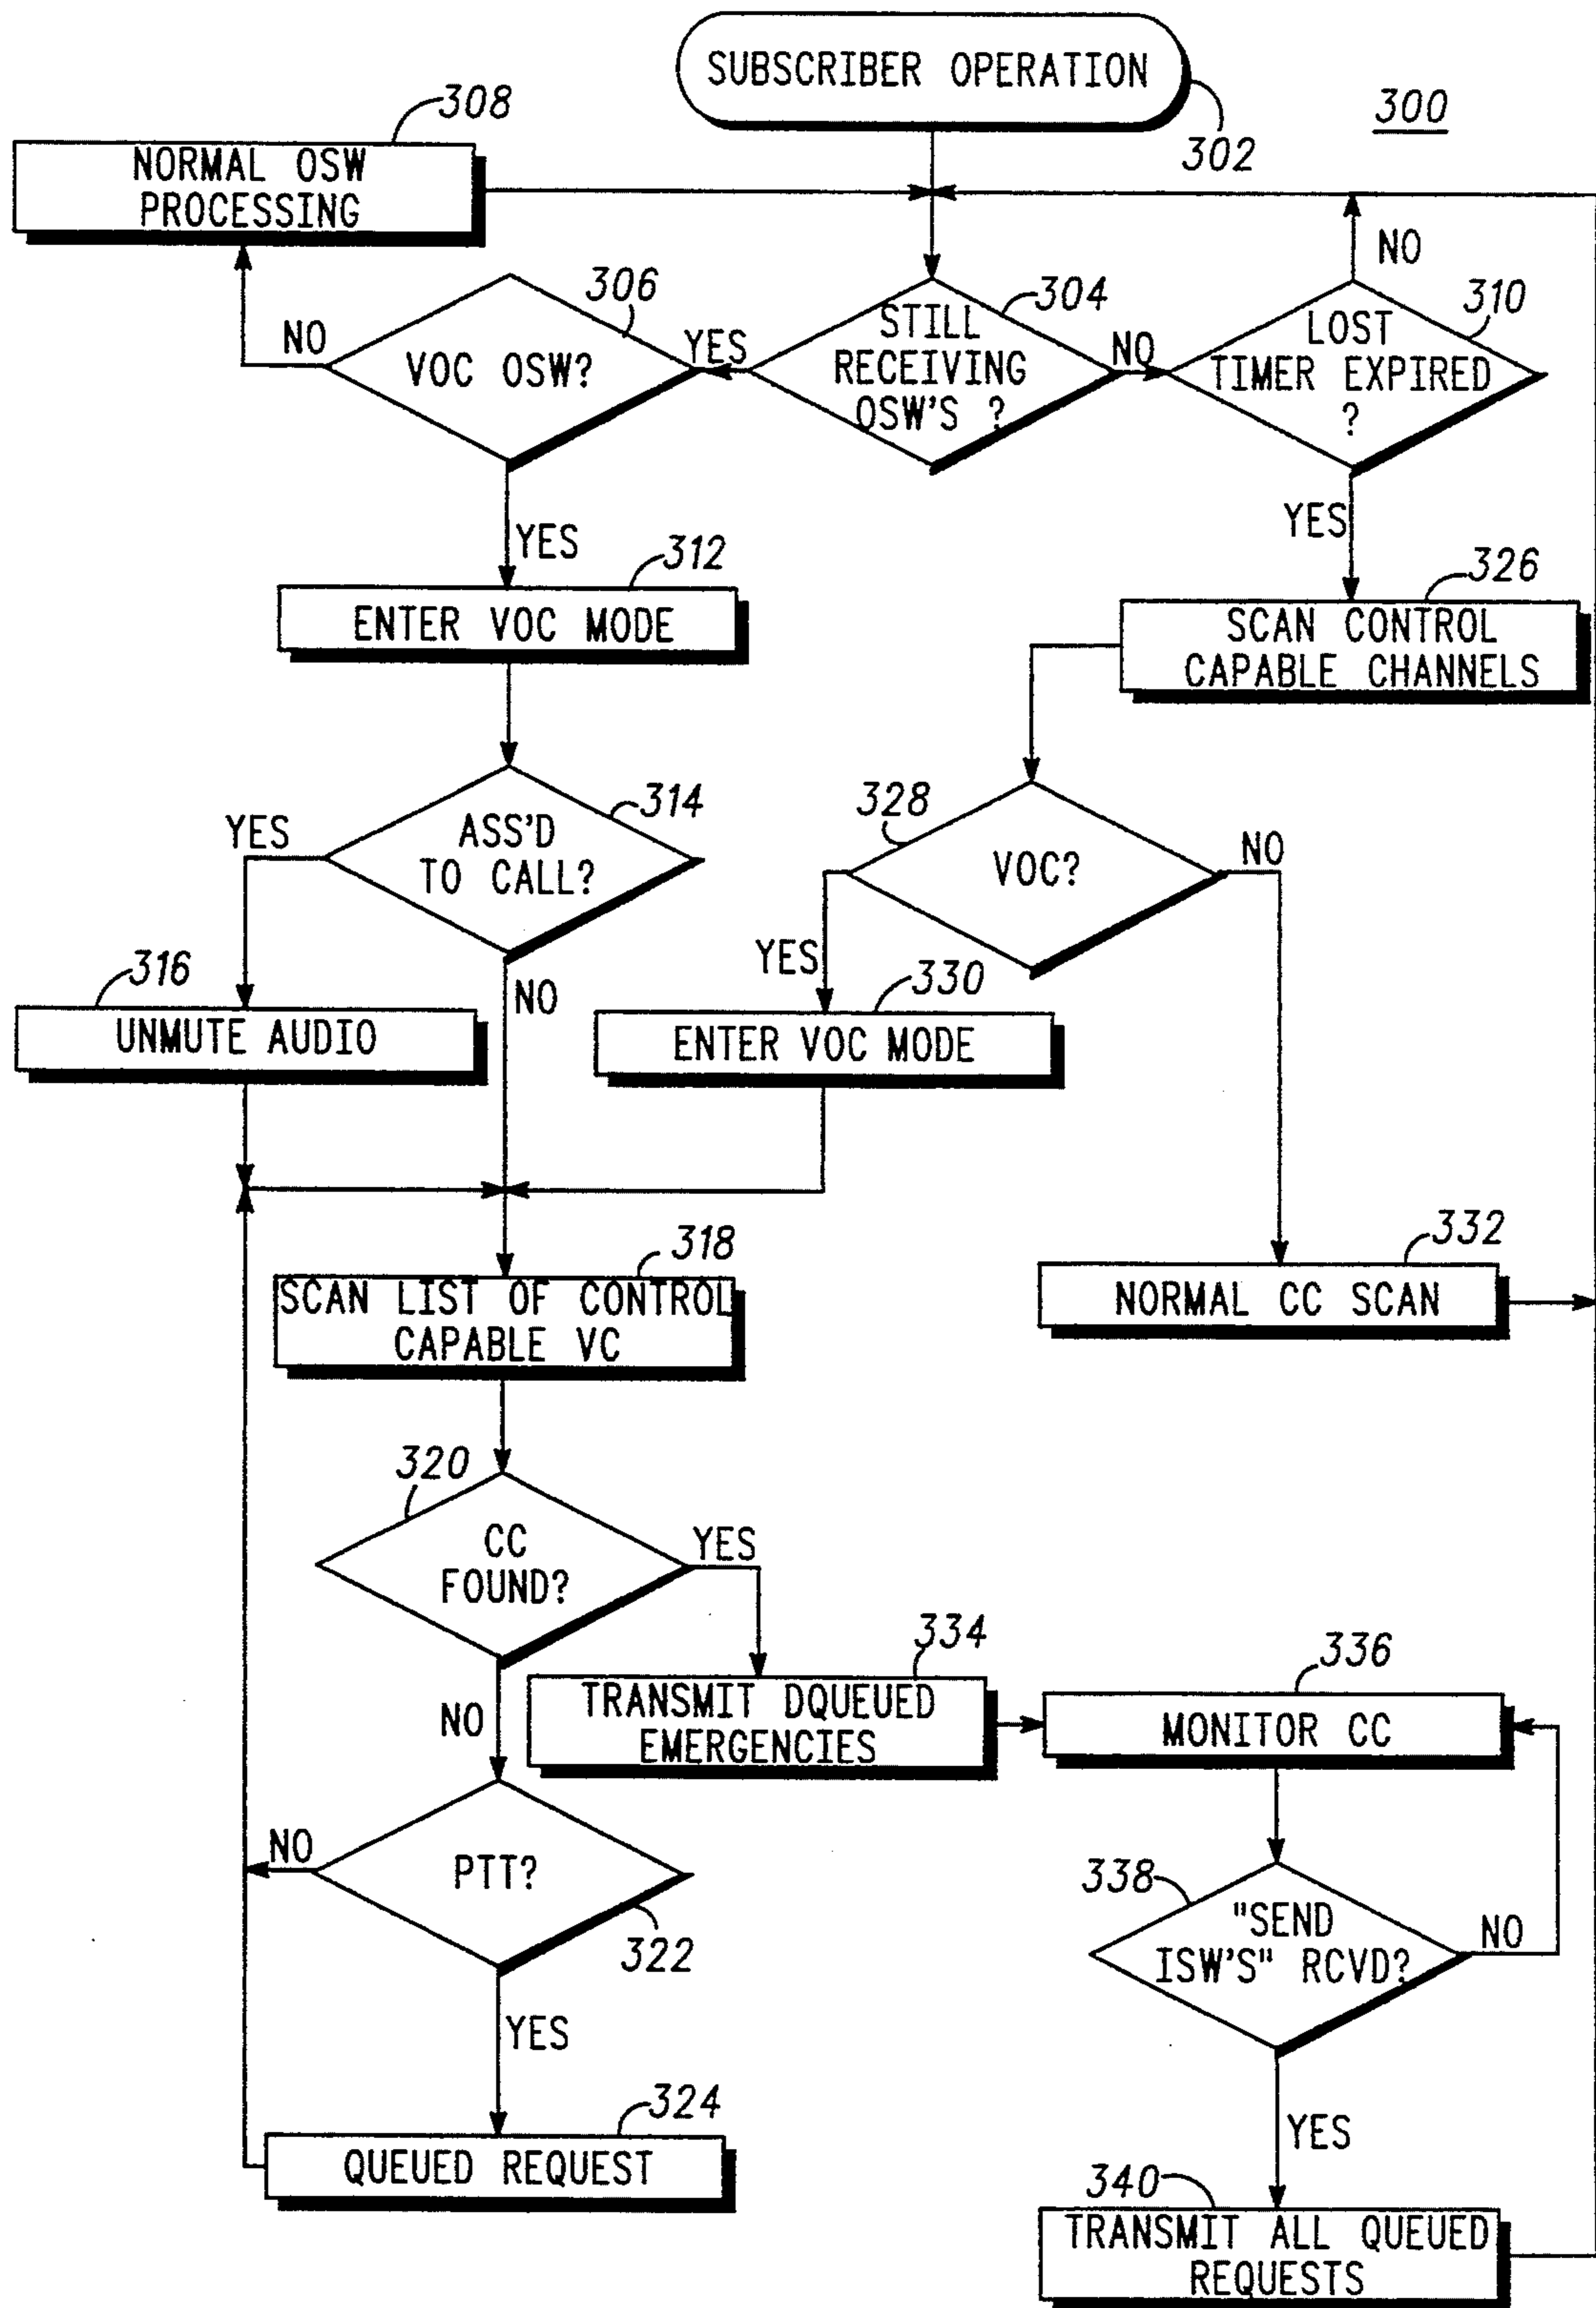 SUBSCRIBER OPERATION
302
300
308
NORMAL OSW
PROCESSING
NO
306
VOC OSW?
YES
304
STILL
RECEIVING
OSW'S ?
NO
310
LOST
TIMER EXPIRED
?
NO
YES
YES
312
ENTER VOC MODE
326
SCAN CONTROL
CAPABLE CHANNELS
314
ASS'D
TO CALL?
YES
NO
328
VOC?
NO
YES
316
UNMUTE AUDIO
330
ENTER VOC MODE
318
SCAN LIST OF CONTROL
CAPABLE VC
332
NORMAL CC SCAN
320
CC
FOUND?
YES
NO
334
TRANSMIT DQUEUED
EMERGENCIES
336
MONITOR CC
PTT?
NO
322
YES
338
"SEND
ISW'S" RCVD?
NO
YES
324
QUEUED REQUEST
340
TRANSMIT ALL QUEUED
REQUESTS